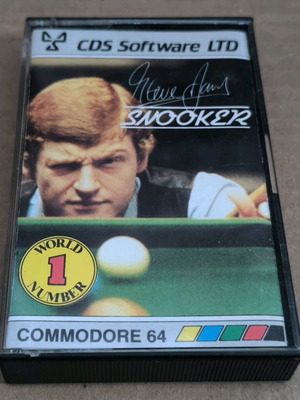 CDS Software LTD
Steve Davis
SNOOKER
WORLD
1
NUMBER
COMMODORE 64